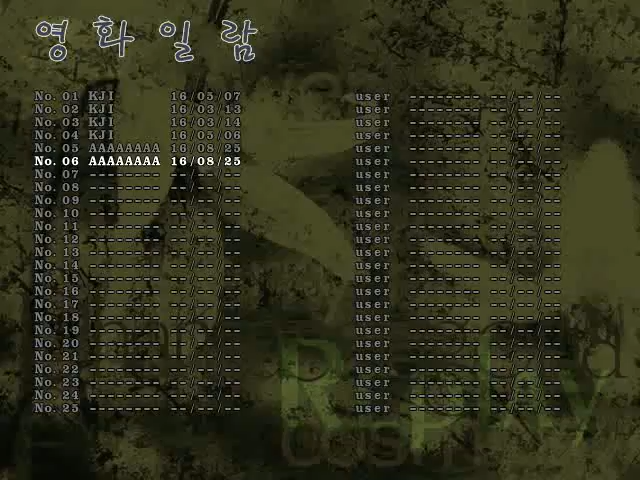 영화일람
No. 01 KJI 16/05/07 user -------- --/--/--
No. 02 KJI 16/03/13 user -------- --/--/--
No. 03 KJI 16/03/14 user -------- --/--/--
No. 04 KJI 16/05/06 user -------- --/--/--
No. 05 AAAAAAAA 16/08/25 user -------- --/--/--
No. 06 AAAAAAAA 16/08/25 user -------- --/--/--
No. 07 -------- --/--/-- user -------- --/--/--
No. 08 -------- --/--/-- user -------- --/--/--
No. 09 -------- --/--/-- user -------- --/--/--
No. 10 -------- --/--/-- user -------- --/--/--
No. 11 -------- --/--/-- user -------- --/--/--
No. 12 -------- --/--/-- user -------- --/--/--
No. 13 -------- --/--/-- user -------- --/--/--
No. 14 -------- --/--/-- user -------- --/--/--
No. 15 -------- --/--/-- user -------- --/--/--
No. 16 -------- --/--/-- user -------- --/--/--
No. 17 -------- --/--/-- user -------- --/--/--
No. 18 -------- --/--/-- user -------- --/--/--
No. 19 -------- --/--/-- user -------- --/--/--
No. 20 -------- --/--/-- user -------- --/--/--
No. 21 -------- --/--/-- user -------- --/--/--
No. 22 -------- --/--/-- user -------- --/--/--
No. 23 -------- --/--/-- user -------- --/--/--
No. 24 -------- --/--/-- user -------- --/--/--
No. 25 -------- --/--/-- user -------- --/--/--